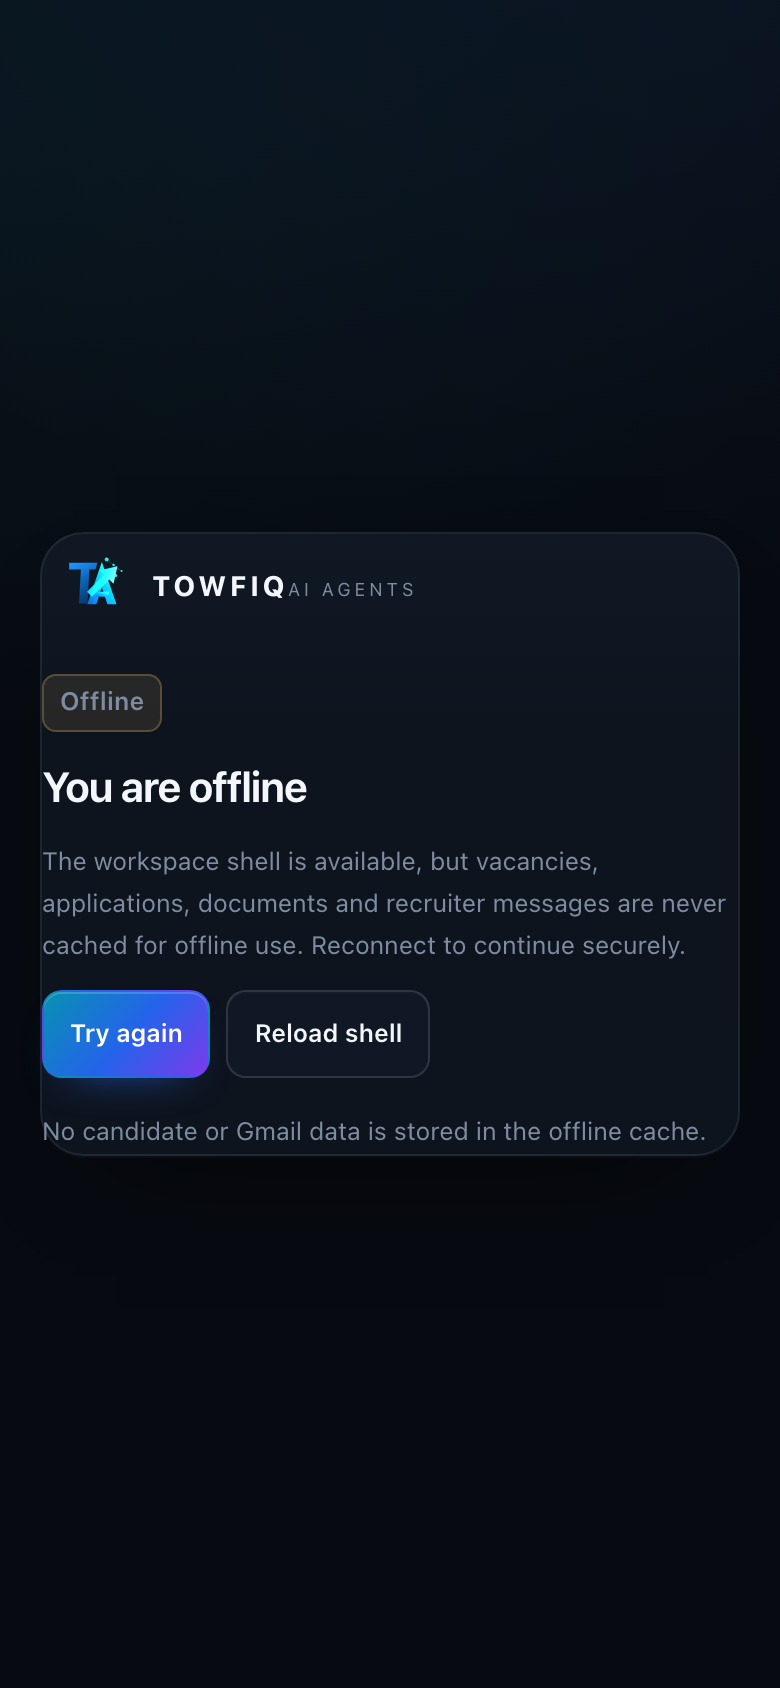 TA TOWFIQ AI AGENTS
Offline
You are offline
The workspace shell is available, but vacancies,
applications, documents and recruiter messages are never
cached for offline use. Reconnect to continue securely.
Try again Reload shell
No candidate or Gmail data is stored in the offline cache.